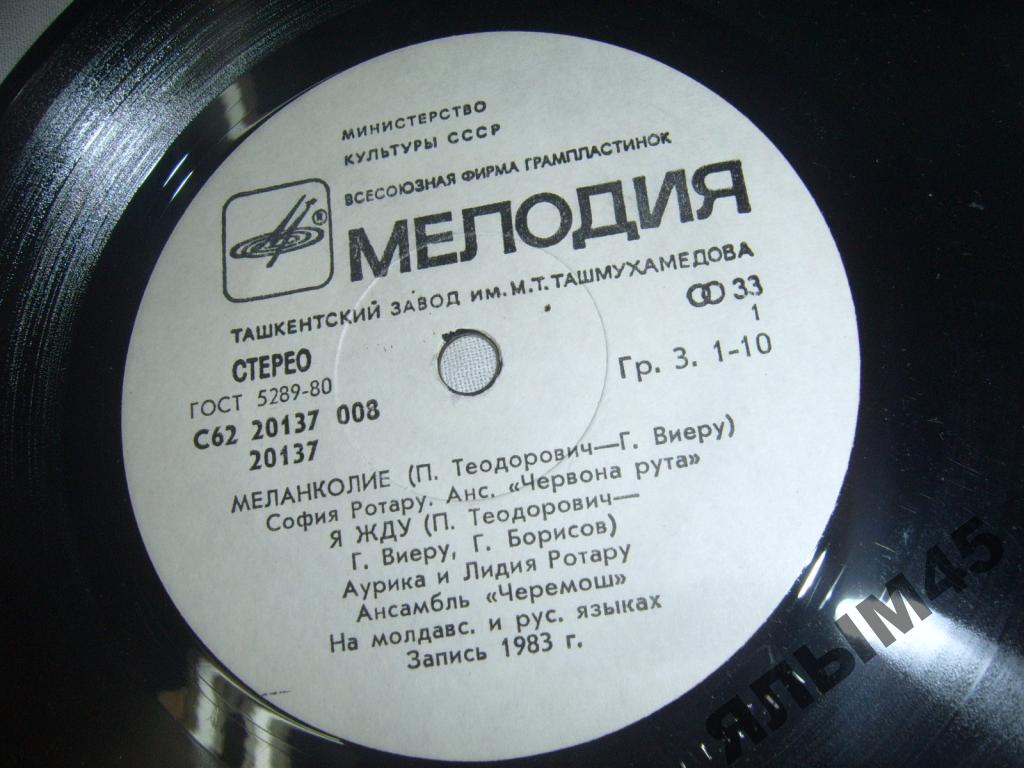 МИНИСТЕРСТВО
КУЛЬТУРЫ СССР
ВСЕСОЮЗНАЯ ФИРМА ГРАМПЛАСТИНОК
МЕЛОДИЯ
®
ТАШКЕНТСКИЙ ЗАВОД ИМ. М.Т. ТАШМУХАМЕДОВА
СТЕРЕО
33
ГОСТ 5289-80
1
С62 20137 008
Гр. 3. 1-10
20137
МЕЛАНКОЛИЕ (П. Теодорович—Г. Виеру)
София Ротару. Анс. «Червона рута»
Я ЖДУ (П. Теодорович—
Г. Виеру, Г. Борисов)
Аурика и Лидия Ротару
Ансамбль «Черемош»
На молдавс. и рус. языках
Запись 1983 г.
ЯЛЫМ45